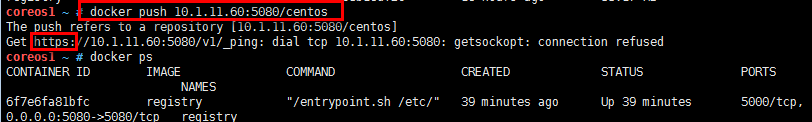 coreos1 ~ # docker push 10.1.11.60:5080/centos
The push refers to a repository [10.1.11.60:5080/centos]
Get https://10.1.11.60:5080/v1/_ping: dial tcp 10.1.11.60:5080: getsockopt: connection refused
coreos1 ~ # docker ps
CONTAINER ID IMAGE COMMAND CREATED STATUS PORTS
NAMES
6f7e6fa81bfc registry "/entrypoint.sh /etc/" 39 minutes ago Up 39 minutes 5000/tcp,
0.0.0.0:5080->5080/tcp registry